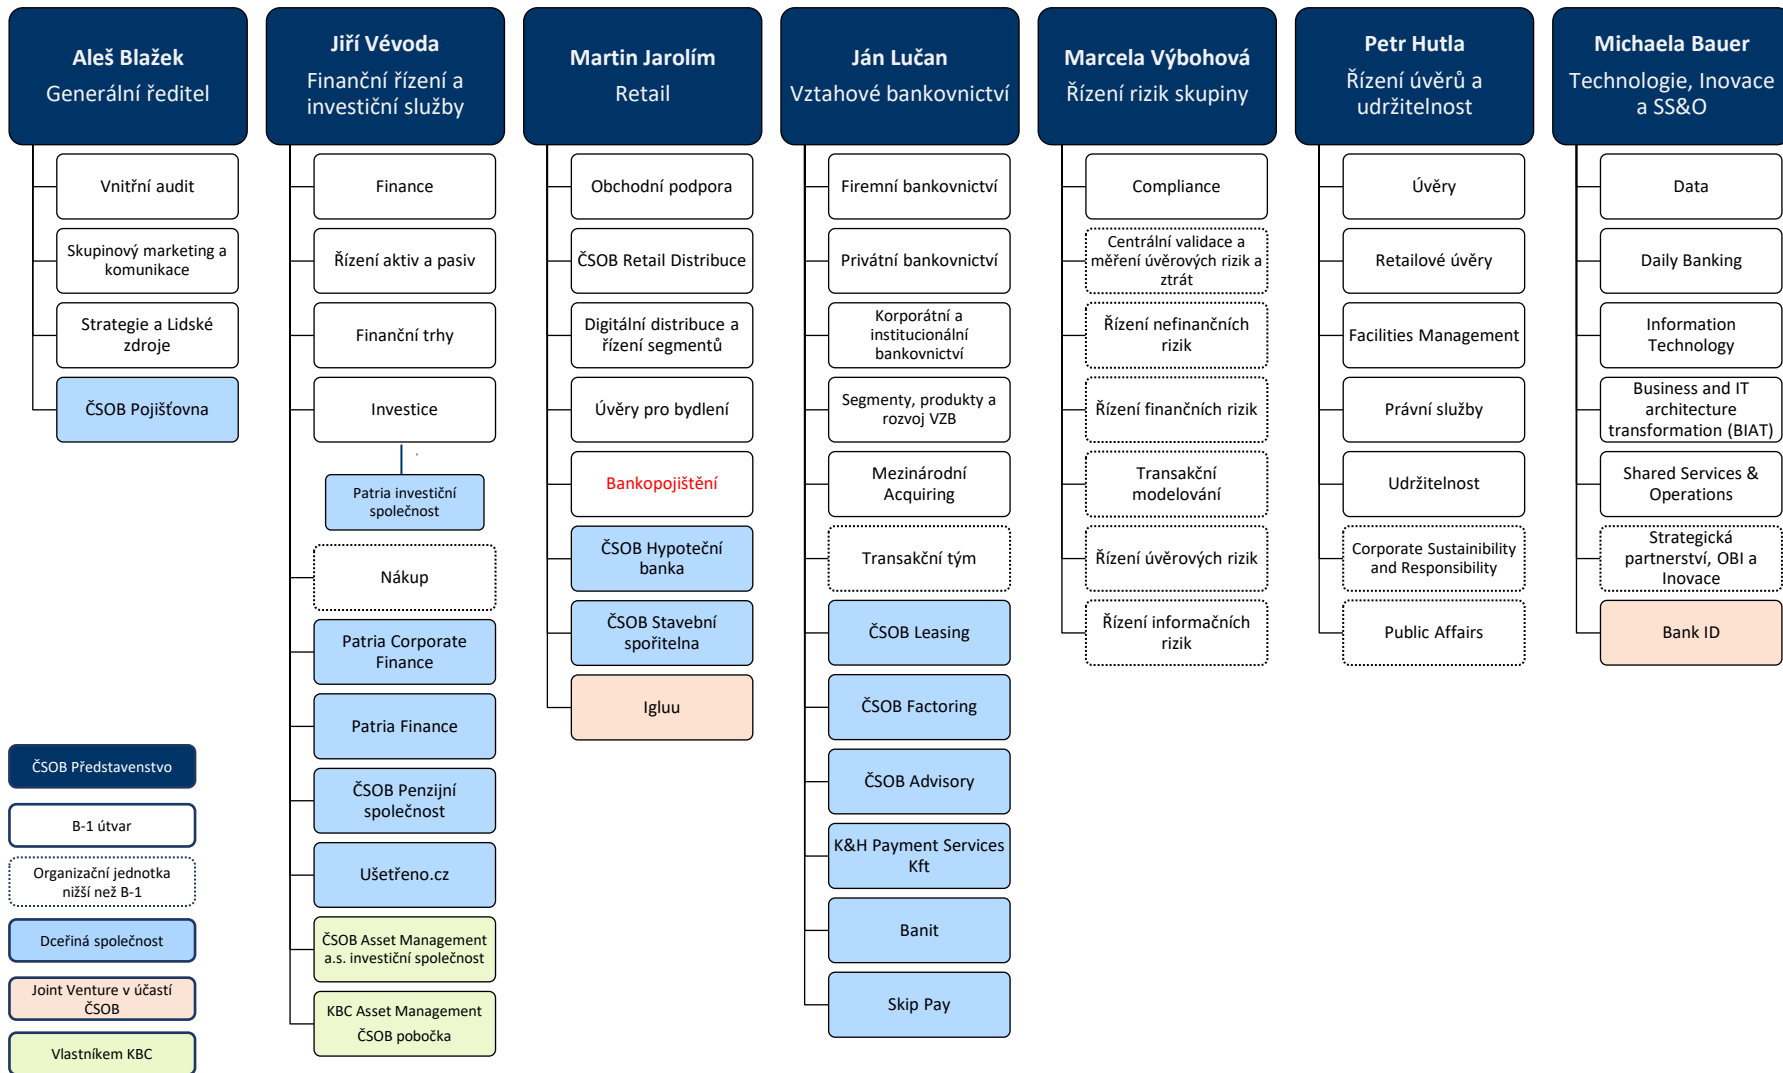 Aleš Blažek
Generální ředitel
Vnitřní audit
Skupinový marketing a
komunikace
Strategie a Lidské
zdroje
ČSOB Pojišťovna
Jiří Vévoda
Finanční řízení a
investiční služby
Finance
Řízení aktiv a pasiv
Finanční trhy
Investice
Patria investiční
společnost
Nákup
Patria Corporate
Finance
Patria Finance
ČSOB Penzijní
společnost
Ušetřeno.cz
ČSOB Asset Management
a.s. investiční společnost
KBC Asset Management
ČSOB pobočka
Martin Jarolím
Retail
Obchodní podpora
ČSOB Retail Distribuce
Digitální distribuce a
řízení segmentů
Úvěry pro bydlení
Bankopojištění
ČSOB Hypoteční
banka
ČSOB Stavební
spořitelna
Igluu
Ján Lučan
Vztahové bankovnictví
Firemní bankovnictví
Privátní bankovnictví
Korporátní a
institucionální
bankovnictví
Segmenty, produkty a
rozvoj VZB
Mezinárodní
Acquiring
Transakční tým
ČSOB Leasing
ČSOB Factoring
ČSOB Advisory
K&H Payment Services
Kft
Banit
Skip Pay
Marcela Výbohová
Řízení rizik skupiny
Compliance
Centrální validace a
měření úvěrových rizik a
ztrát
Řízení nefinančních
rizik
Řízení finančních rizik
Transakční
modelování
Řízení úvěrových rizik
Řízení informačních
rizik
Petr Hutla
Řízení úvěrů a
udržitelnost
Úvěry
Retailové úvěry
Facilities Management
Právní služby
Udržitelnost
Corporate Sustainibility
and Responsibility
Public Affairs
Michaela Bauer
Technologie, Inovace
a SS&O
Data
Daily Banking
Information
Technology
Business and IT
architecture
transformation (BIAT)
Shared Services &
Operations
Strategická
partnerství, OBI a
Inovace
Bank ID
ČSOB Představenstvo
B-1 útvar
Organizační jednotka
nižší než B-1
Dceřiná společnost
Joint Venture v účastí
ČSOB
Vlastníkem KBC